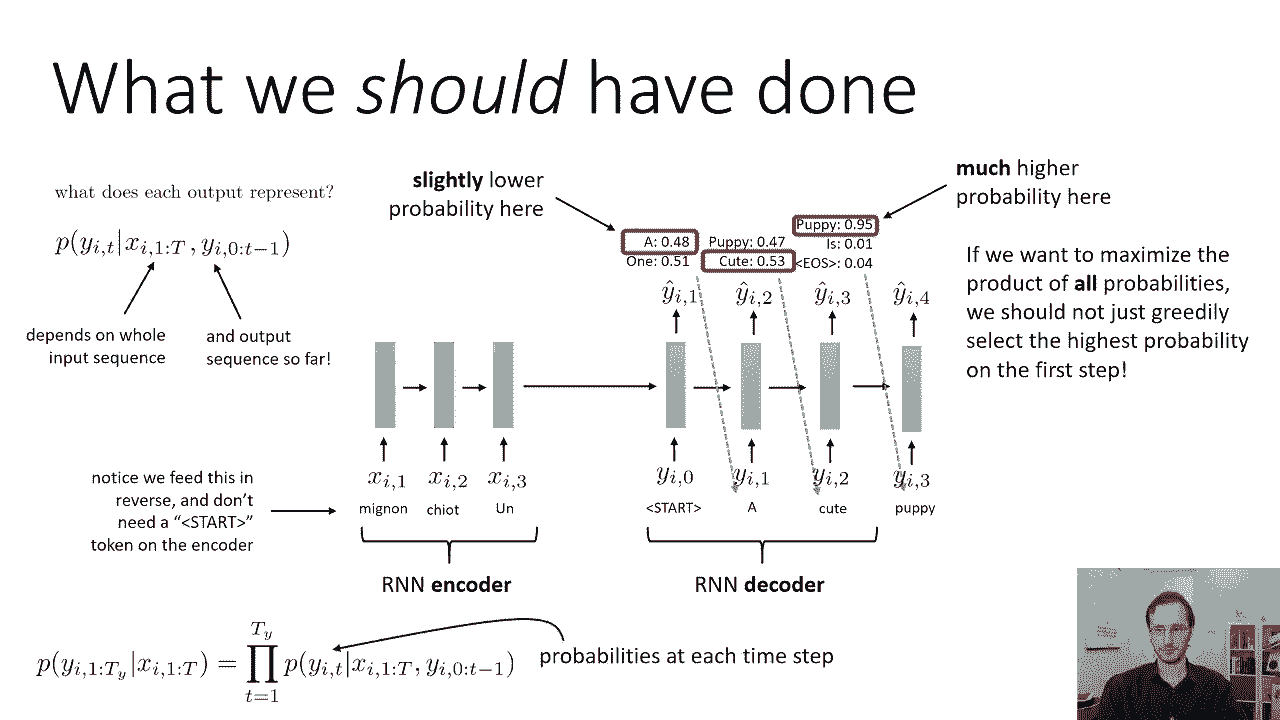 What we should have done
what does each output represent?
p(y_{i,t}|x_{i,1:T}, y_{i,0:t-1})
depends on whole
input sequence
and output
sequence so far!
slightly lower
probability here
much higher
probability here
A: 0.48
One: 0.51
Puppy: 0.47
Cute: 0.53
Puppy: 0.95
Is: 0.01
<EOS>: 0.04
If we want to maximize the
product of all probabilities,
we should not just greedily
select the highest probability
on the first step!
ŷ_{i,1} ŷ_{i,2} ŷ_{i,3} ŷ_{i,4}
notice we feed this in
reverse, and don't
need a "<START>"
token on the encoder
x_{i,1} x_{i,2} x_{i,3}
mignon chiot Un
y_{i,0} y_{i,1} y_{i,2} y_{i,3}
<START> A cute puppy
RNN encoder
RNN decoder
p(y_{i,1:T_y}|x_{i,1:T}) = ∏_{t=1}^{T_y} p(y_{i,t}|x_{i,1:T}, y_{i,0:t-1})
probabilities at each time step